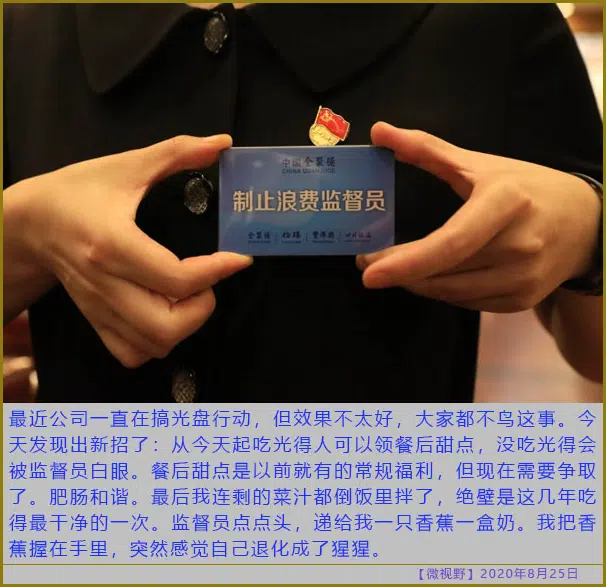 中国全聚德
CHINA QUANJUDE
制止浪费监督员
全聚德
仿膳
丰泽园
四川饭店
最近公司一直在搞光盘行动，但效果不太好，大家都不鸟这事。今
天发现出新招了：从今天起吃光得人可以领餐后甜点，没吃光得会
被监督员白眼。餐后甜点是以前就有的常规福利，但现在需要争取
了。肥肠和谐。最后我连剩的菜汁都倒饭里拌了，绝壁是这几年吃
得最干净的一次。监督员点点头，递给我一只香蕉一盒奶。我把香
蕉握在手里，突然感觉自己退化成了猩猩。
【微视野】2020年8月25日